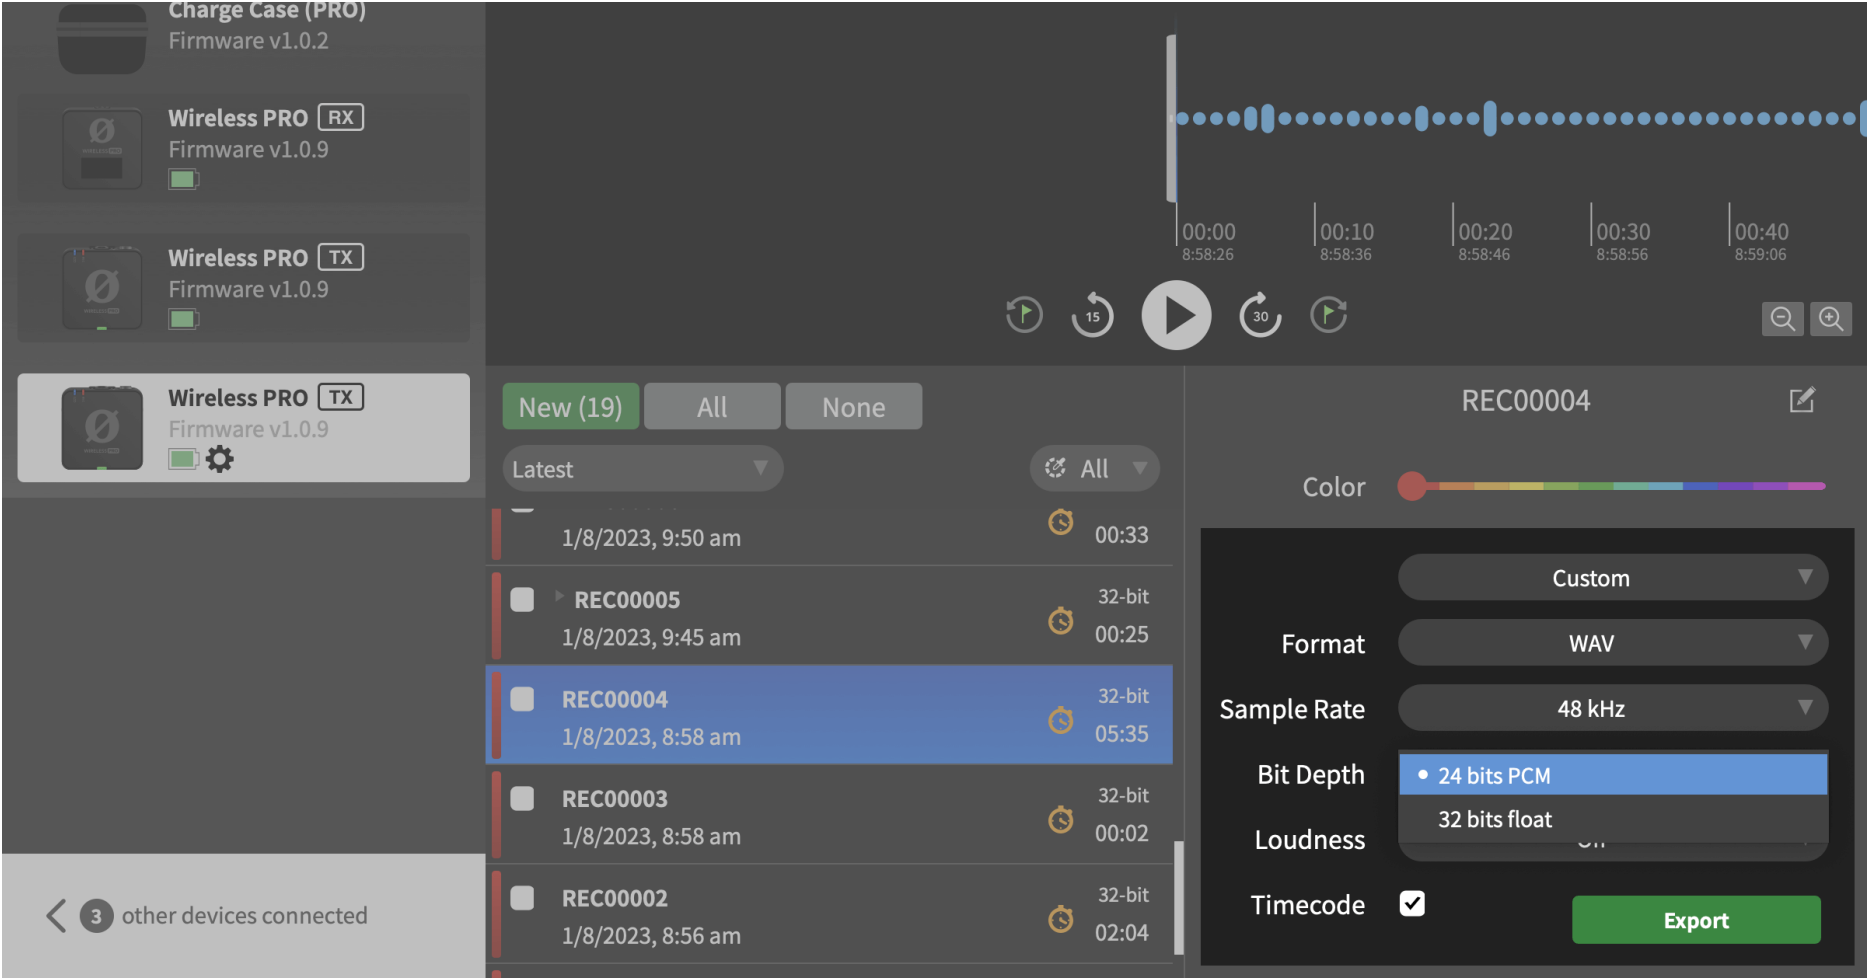 Charge Case (PRO)
Firmware v1.0.2
Wireless PRO RX
Firmware v1.0.9
Wireless PRO TX
Firmware v1.0.9
Wireless PRO TX
Firmware v1.0.9
3 other devices connected
00:00 00:10 00:20 00:30 00:40
8:58:26 8:58:36 8:58:46 8:58:56 8:59:06
15 30
New (19) All None
Latest All
1/8/2023, 9:50 am 00:33
REC00005 32-bit
1/8/2023, 9:45 am 00:25
REC00004 32-bit
1/8/2023, 8:58 am 05:35
REC00003 32-bit
1/8/2023, 8:58 am 00:02
REC00002 32-bit
1/8/2023, 8:56 am 02:04
REC00004
Color
Custom
Format WAV
Sample Rate 48 kHz
Bit Depth 24 bits PCM
32 bits float
Loudness
Timecode
Export